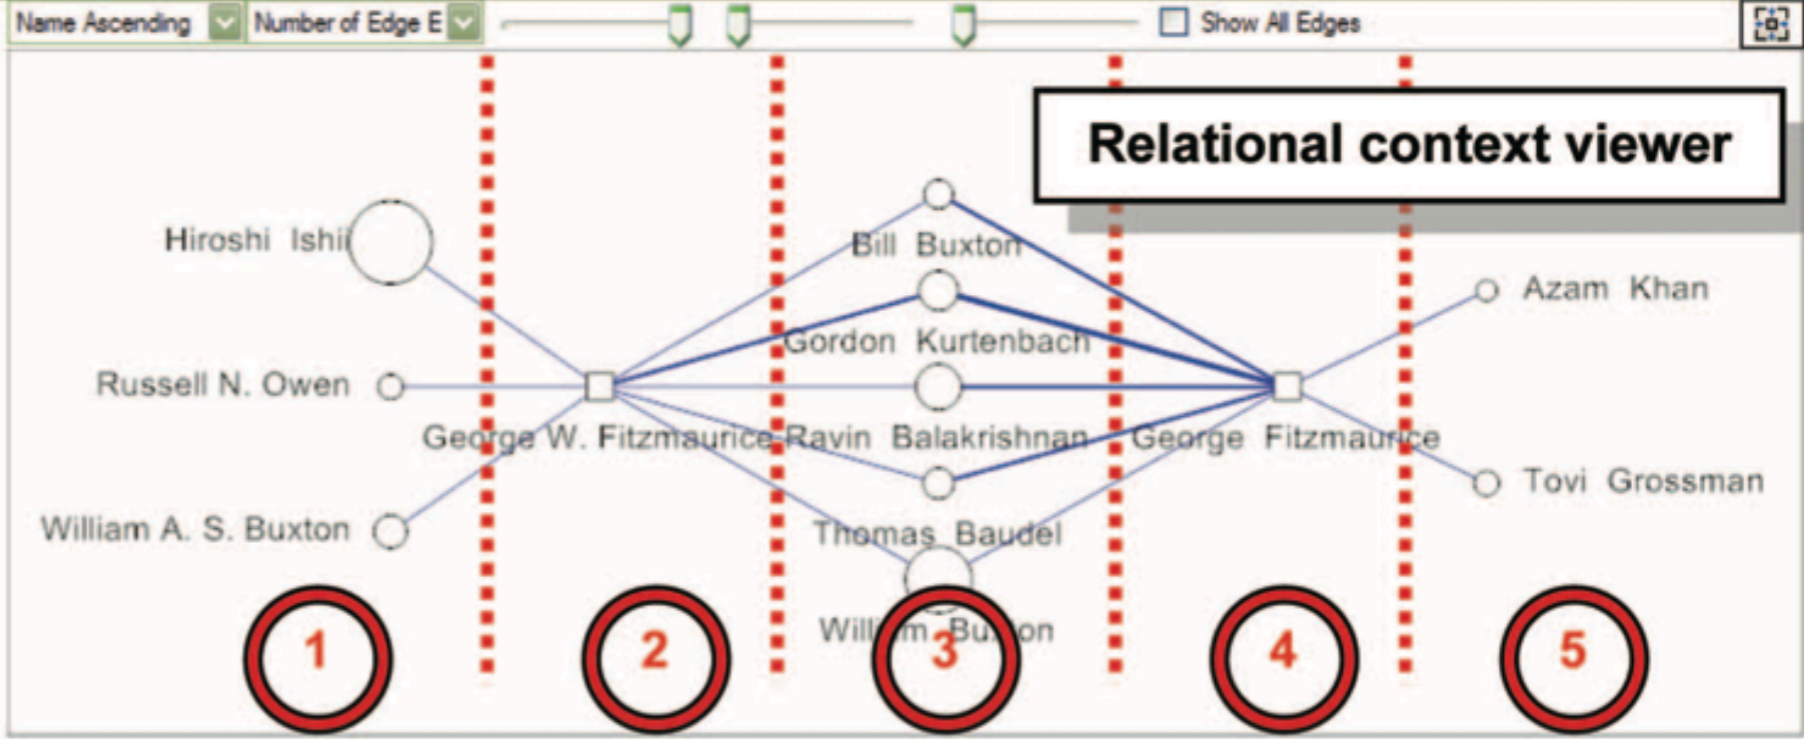 Name Ascending Number of Edge E Show All Edges
Relational context viewer
Bill Buxton
Hiroshi Ishii
Azam Khan
Gordon Kurtenbach
Russell N. Owen
George W. Fitzmaurice Ravin Balakrishnan George Fitzmaurice
Tovi Grossman
William A. S. Buxton
Thomas Baudel
William Buxton
1 2 3 4 5